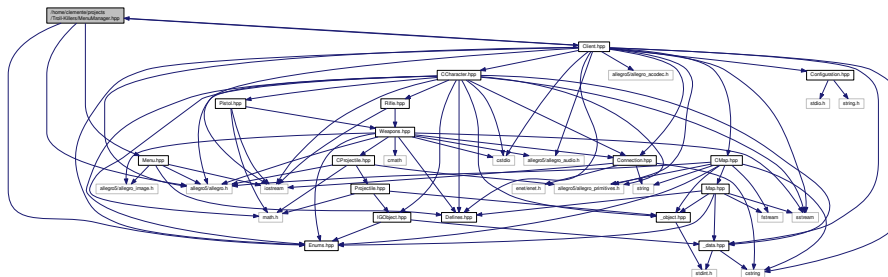 /home/clemente/projects
/Troll-Killers/MenuManager.hpp
Client.hpp
CCharacter.hpp
allegro5/allegro_acodec.h
Configuration.hpp
Pistol.hpp
Rifle.hpp
stdio.h
string.h
Weapons.hpp
Menu.hpp
CProjectile.hpp
cmath
cstdio
allegro5/allegro_audio.h
Connection.hpp
CMap.hpp
allegro5/allegro_image.h
allegro5/allegro.h
iostream
Projectile.hpp
enet/enet.h
allegro5/allegro_primitives.h
string
Map.hpp
math.h
IGObject.hpp
Defines.hpp
_object.hpp
fstream
sstream
Enums.hpp
_data.hpp
stdint.h
cstring